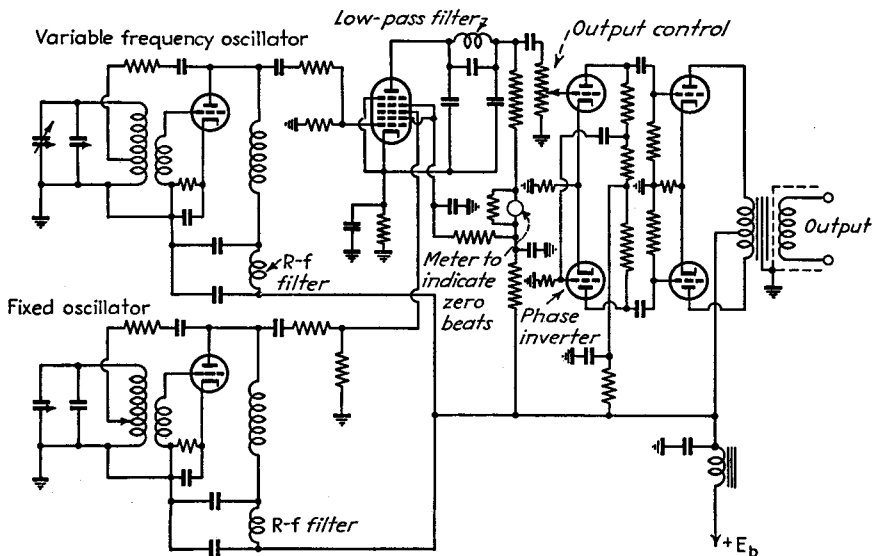 Low-pass filter
Variable frequency oscillator
Output control
R-f
filter
Meter to
indicate
zero
beats
Phase
inverter
Output
Fixed oscillator
R-f filter
+E_b